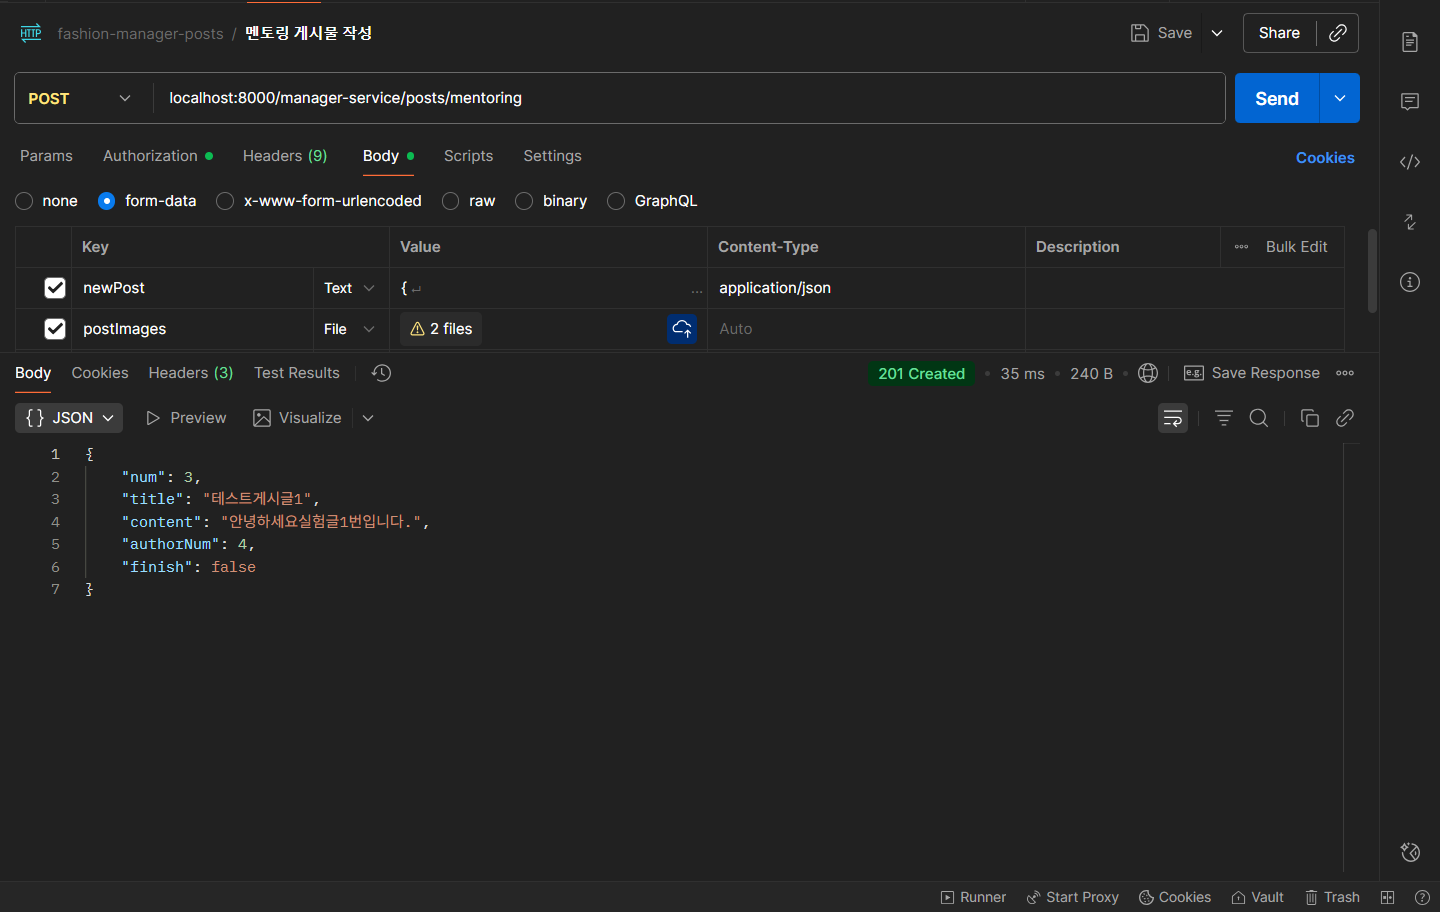 HTTP fashion-manager-posts / 멘토링 게시물 작성 Save Share
POST localhost:8000/manager-service/posts/mentoring Send
Params Authorization Headers (9) Body Scripts Settings Cookies
none form-data x-www-form-urlencoded raw binary GraphQL
Key Value Content-Type Description Bulk Edit
newPost Text { ↵ ... application/json
postImages File 2 files Auto
Body Cookies Headers (3) Test Results 201 Created • 35 ms • 240 B • e.g. Save Response
{} JSON Preview Visualize
1 {
2 "num": 3,
3 "title": "테스트게시글1",
4 "content": "안녕하세요실험글1번입니다.",
5 "authorNum": 4,
6 "finish": false
7 }
Runner Start Proxy Cookies Vault Trash